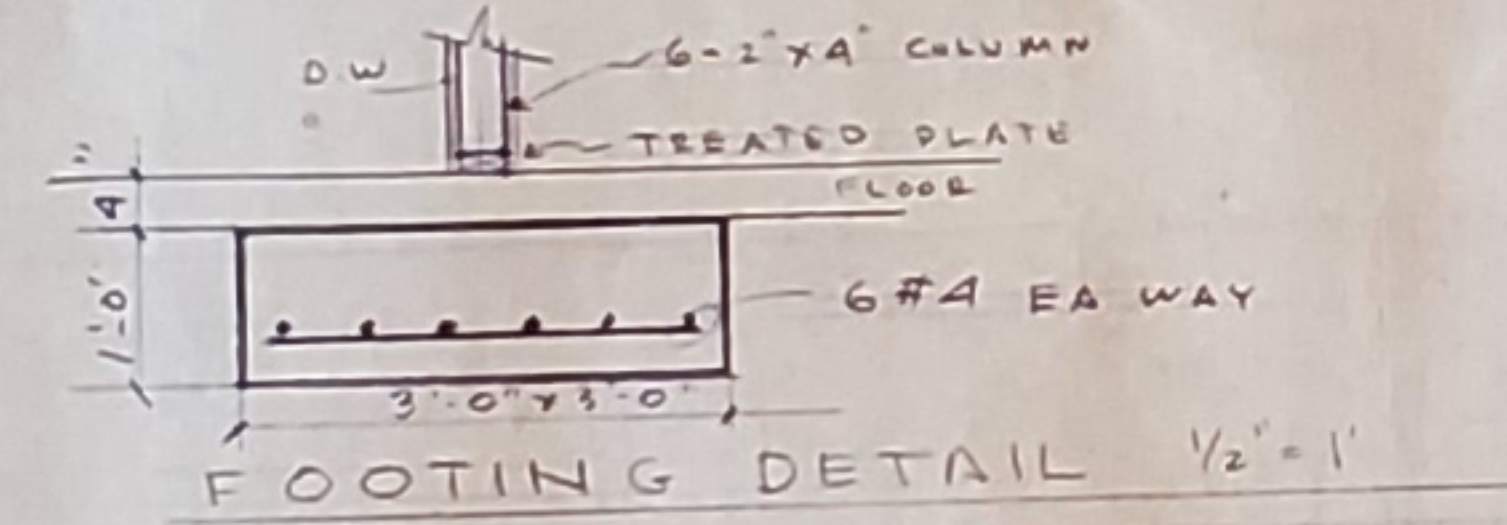 6-2"x4" COLUMN
D.W
TREATED PLATE
FLOOR
4"
1'-0"
6 #4 EA WAY
3'-0" x 3'-0"
FOOTING DETAIL 1/2" = 1'